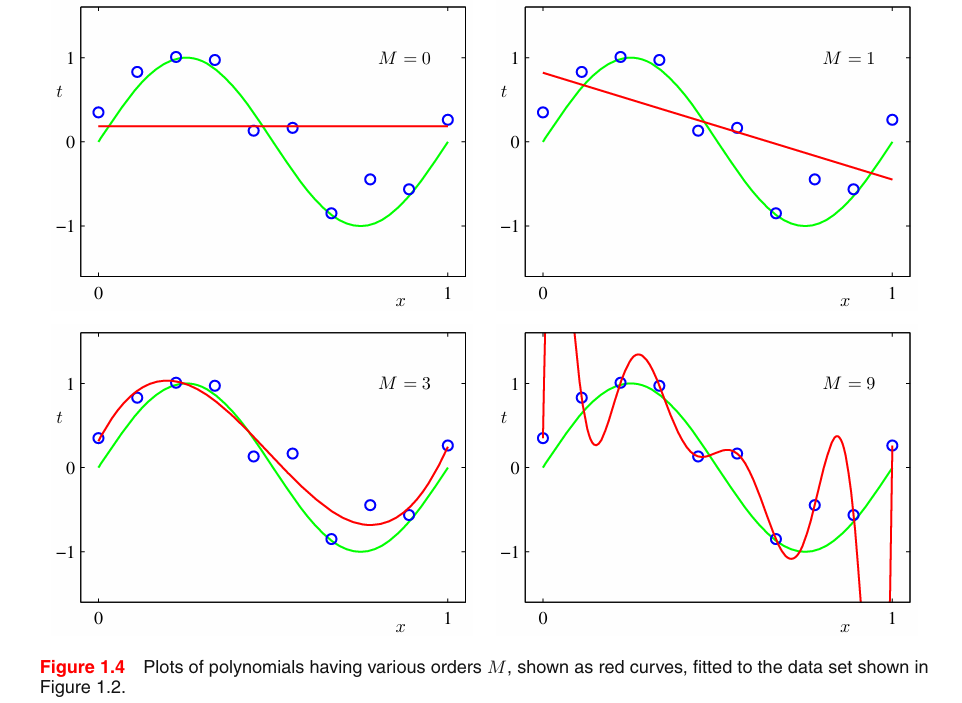 M = 0
1
t
0
−1
0
x
1
M = 1
1
t
0
−1
0
x
1
M = 3
1
t
0
−1
0
x
1
M = 9
1
t
0
−1
0
x
1
Figure 1.4 Plots of polynomials having various orders M, shown as red curves, fitted to the data set shown in
Figure 1.2.